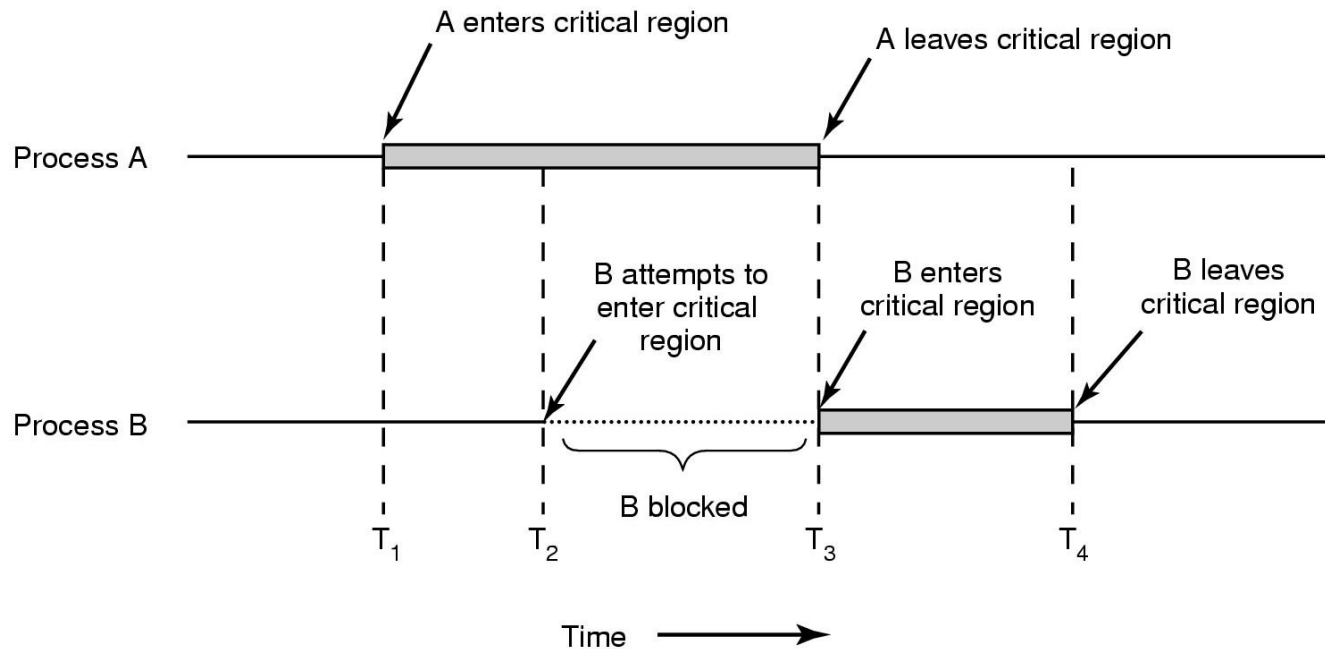 A enters critical region
A leaves critical region
Process A
B attempts to
enter critical
region
B enters
critical region
B leaves
critical region
Process B
B blocked
T1
T2
T3
T4
Time